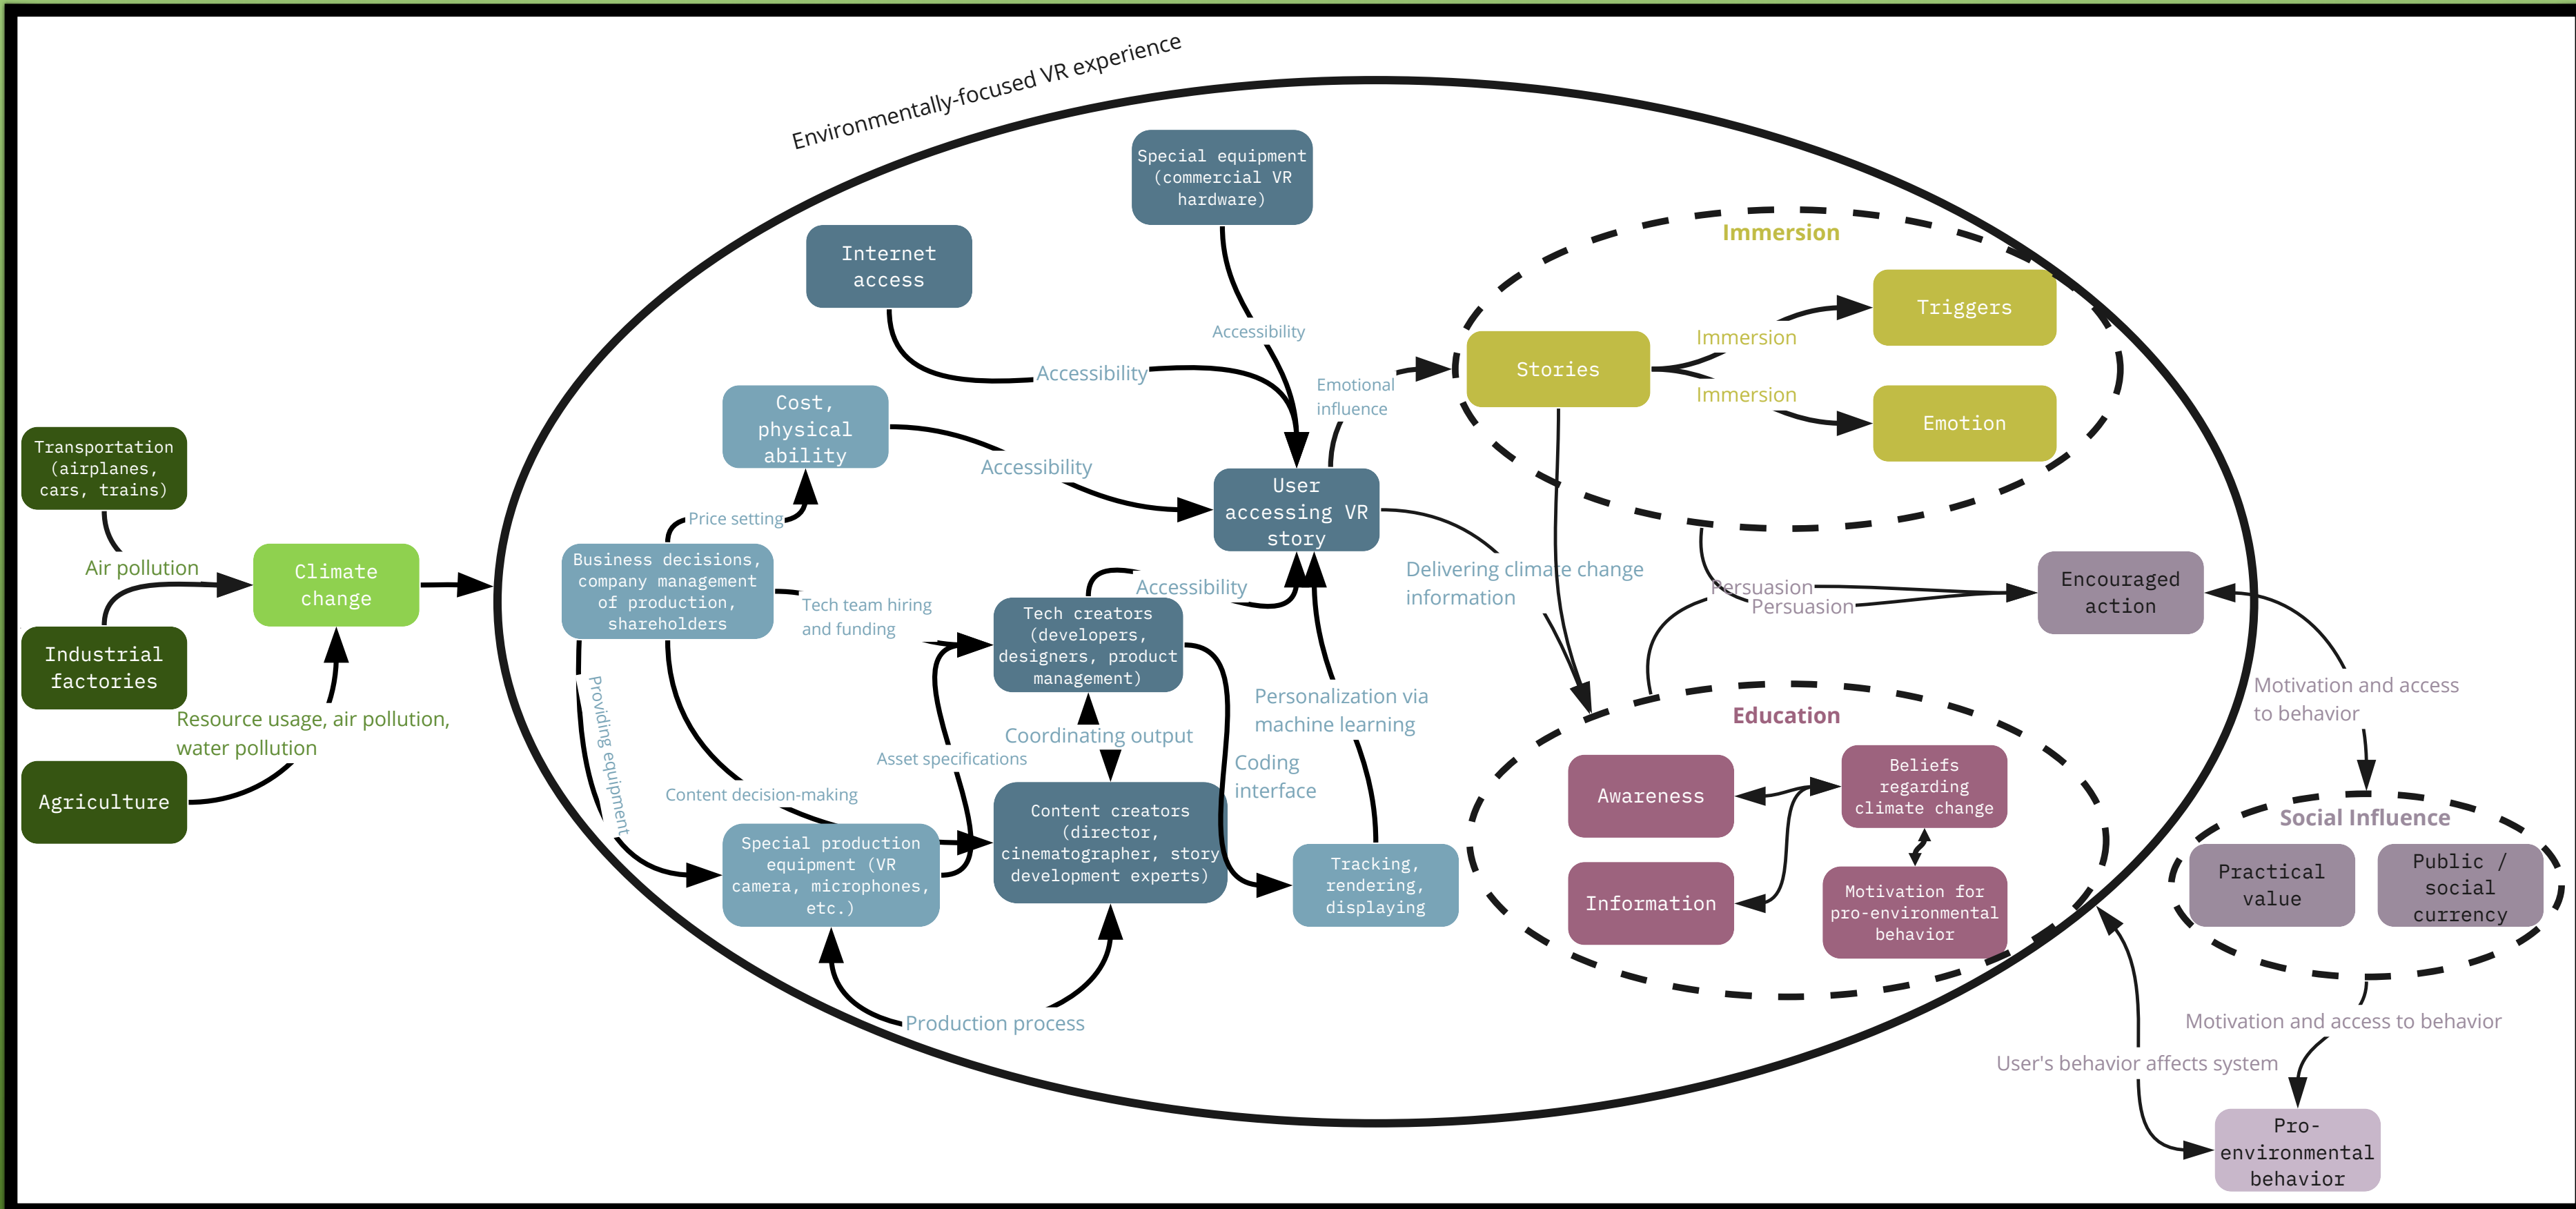 Environmentally-focused VR experience
Special equipment
(commercial VR
hardware)
Internet
access
Accessibility
Accessibility
Cost,
physical
ability
Accessibility
Emotional
influence
Immersion
Triggers
Immersion
Stories
Immersion
Emotion
Transportation
(airplanes,
cars, trains)
Air pollution
Climate
change
Industrial
factories
Resource usage, air pollution,
water pollution
Agriculture
Price setting
Business decisions,
company management
of production,
shareholders
Tech team hiring
and funding
User
accessing VR
story
Accessibility
Delivering climate change
information
Tech creators
(developers,
designers, product
management)
Providing equipment
Content decision-making
Asset specifications
Coordinating output
Personalization via
machine learning
Coding
interface
Special production
equipment (VR
camera, microphones,
etc.)
Content creators
(director,
cinematographer, story
development experts)
Tracking,
rendering,
displaying
Production process
Persuasion
Persuasion
Encouraged
action
Education
Awareness
Beliefs
regarding
climate change
Information
Motivation for
pro-environmental
behavior
Motivation and access
to behavior
Social Influence
Practical
value
Public /
social
currency
Motivation and access to behavior
User's behavior affects system
Pro-
environmental
behavior